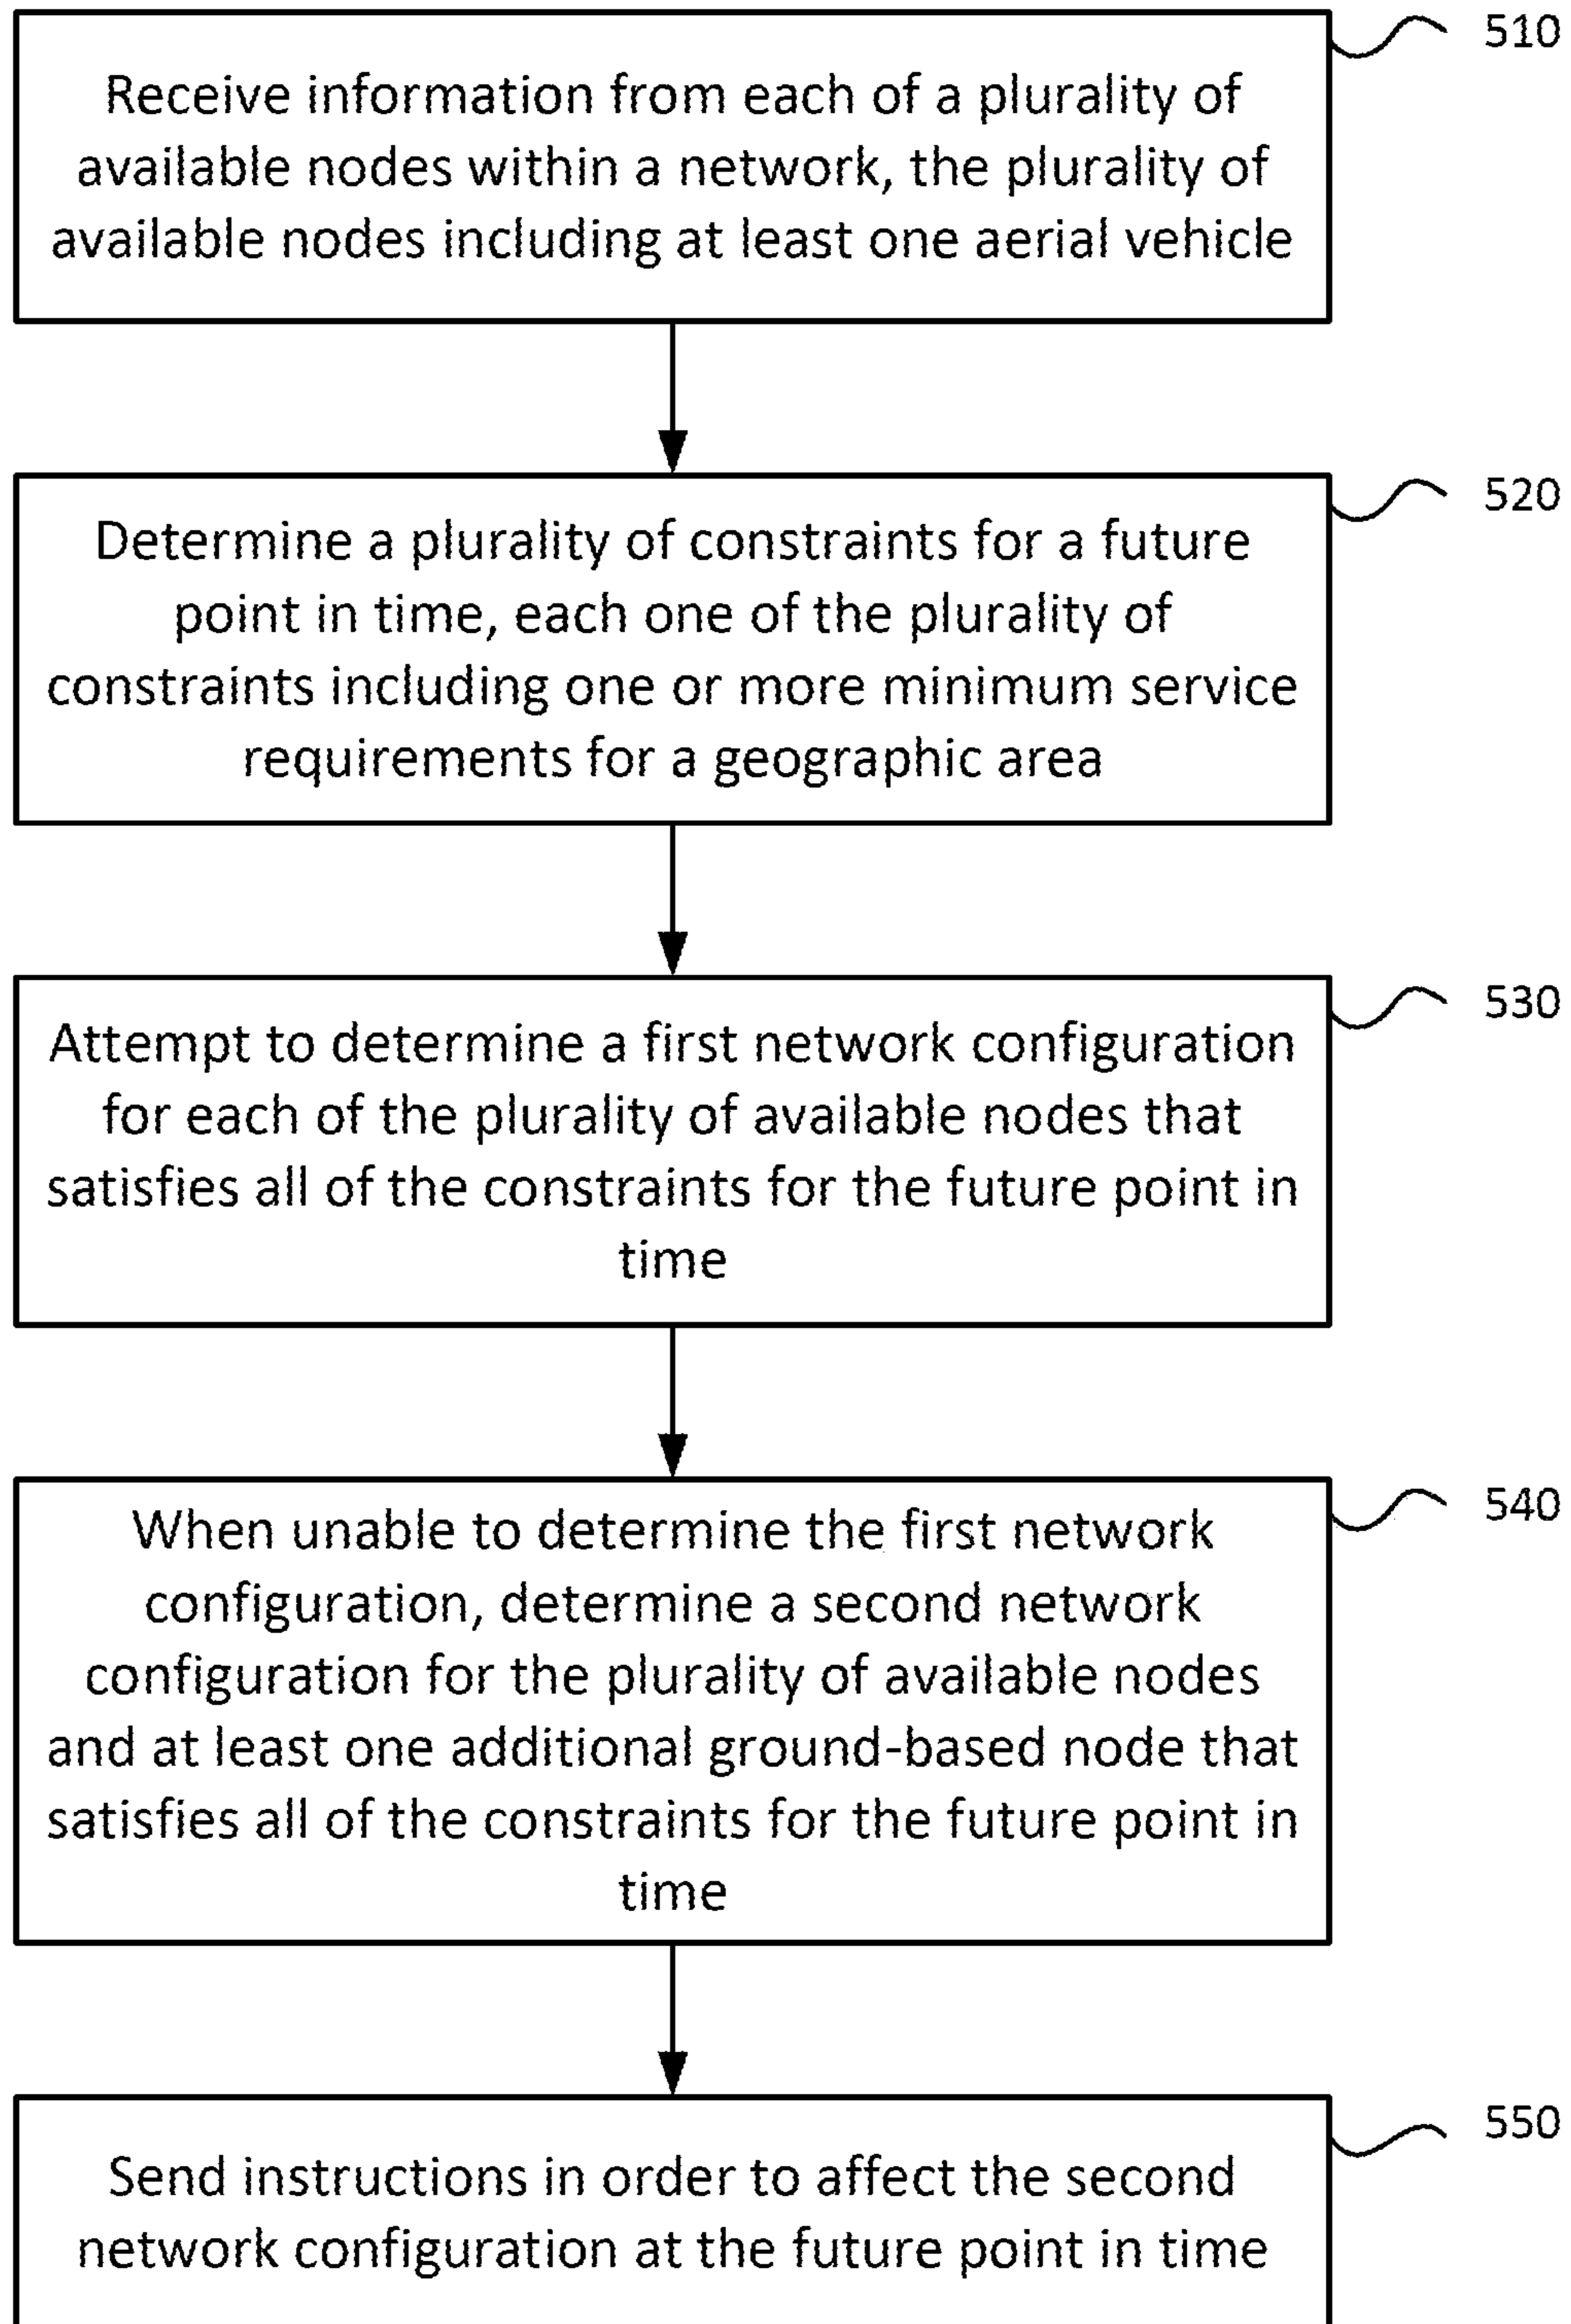 510
Receive information from each of a plurality of
available nodes within a network, the plurality of
available nodes including at least one aerial vehicle
520
Determine a plurality of constraints for a future
point in time, each one of the plurality of
constraints including one or more minimum service
requirements for a geographic area
530
Attempt to determine a first network configuration
for each of the plurality of available nodes that
satisfies all of the constraints for the future point in
time
540
When unable to determine the first network
configuration, determine a second network
configuration for the plurality of available nodes
and at least one additional ground-based node that
satisfies all of the constraints for the future point in
time
550
Send instructions in order to affect the second
network configuration at the future point in time